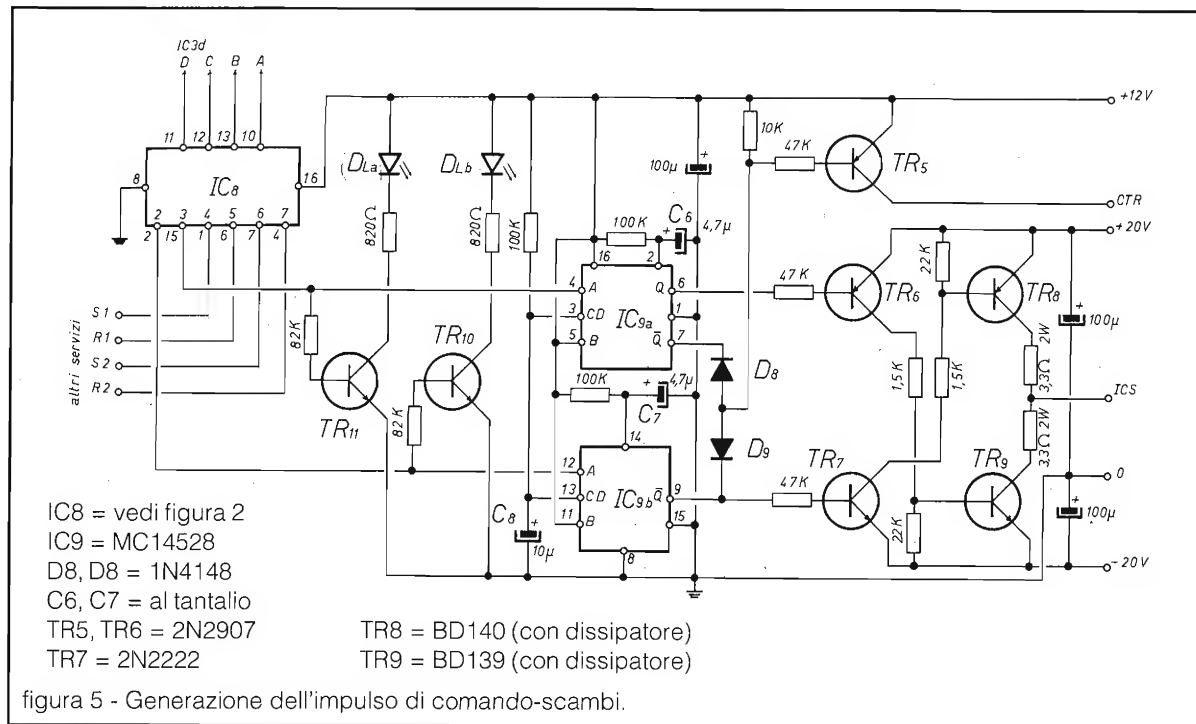 IC3d
D C B A
11 12 13 10
8 IC8 16
2 3 4 5 6 7
2 15 1 6 7 4
S1
R1
S2
R2
altri servizi
DLa
DLb
820Ω
820Ω
100K
82K
82K
TR11
TR10
100K
C6
+
4,7µ
100µ
+
16 2
4 A Q 6
3 CD IC9a 1
5 B Q̅ 7
100K
+
4,7µ
C7
14
12 A
13 CD IC9b Q̅ 9
11 B 15
8
C8
+
10µ
D8
D9
10K
47K
TR5
+12V
CTR
+20V
47K
TR6
22K
TR8
+
100µ
1,5K
1,5K
3,3Ω 2W
ICS
3,3Ω 2W
0
47K
TR7
TR9
22K
+
100µ
-20V
IC8 = vedi figura 2
IC9 = MC14528
D8, D8 = 1N4148
C6, C7 = al tantalio
TR5, TR6 = 2N2907
TR7 = 2N2222
TR8 = BD140 (con dissipatore)
TR9 = BD139 (con dissipatore)
figura 5 - Generazione dell'impulso di comando-scambi.